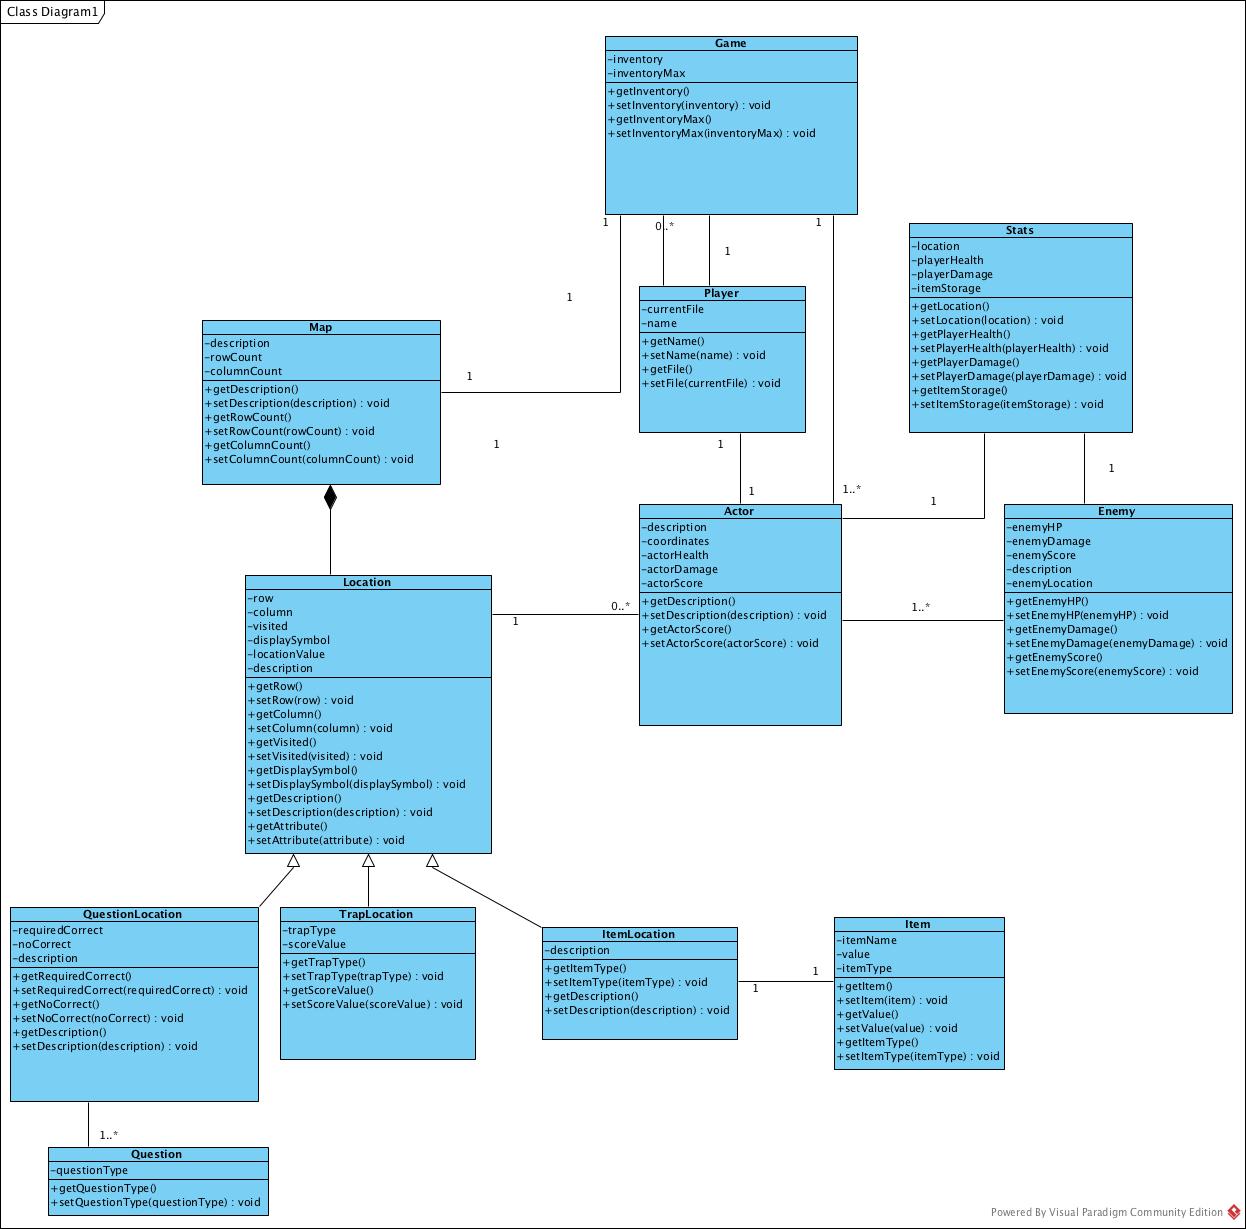 Class Diagram1
Game
-inventory
-inventoryMax
+getInventory()
+setInventory(inventory) : void
+getInventoryMax()
+setInventoryMax(inventoryMax) : void
1
0..*
1
1
1
1
1
Stats
-location
-playerHealth
-playerDamage
-itemStorage
+getLocation()
+setLocation(location) : void
+getPlayerHealth()
+setPlayerHealth(playerHealth) : void
+getPlayerDamage()
+setPlayerDamage(playerDamage) : void
+getItemStorage()
+setItemStorage(itemStorage) : void
Player
-currentFile
-name
+getName()
+setName(name) : void
+getFile()
+setFile(currentFile) : void
Map
-description
-rowCount
-columnCount
+getDescription()
+setDescription(description) : void
+getRowCount()
+setRowCount(rowCount) : void
+getColumnCount()
+setColumnCount(columnCount) : void
1
1
1..*
1
1
Actor
-description
-coordinates
-actorHealth
-actorDamage
-actorScore
+getDescription()
+setDescription(description) : void
+getActorScore()
+setActorScore(actorScore) : void
Enemy
-enemyHP
-enemyDamage
-enemyScore
-description
-enemyLocation
+getEnemyHP()
+setEnemyHP(enemyHP) : void
+getEnemyDamage()
+setEnemyDamage(enemyDamage) : void
+getEnemyScore()
+setEnemyScore(enemyScore) : void
Location
-row
-column
-visited
-displaySymbol
-locationValue
-description
+getRow()
+setRow(row) : void
+getColumn()
+setColumn(column) : void
+getVisited()
+setVisited(visited) : void
+getDisplaySymbol()
+setDisplaySymbol(displaySymbol) : void
+getDescription()
+setDescription(description) : void
+getAttribute()
+setAttribute(attribute) : void
1
0..*
1..*
QuestionLocation
-requiredCorrect
-noCorrect
-description
+getRequiredCorrect()
+setRequiredCorrect(requiredCorrect) : void
+getNoCorrect()
+setNoCorrect(noCorrect) : void
+getDescription()
+setDescription(description) : void
TrapLocation
-trapType
-scoreValue
+getTrapType()
+setTrapType(trapType) : void
+getScoreValue()
+setScoreValue(scoreValue) : void
ItemLocation
-description
+getItemType()
+setItemType(itemType) : void
+getDescription()
+setDescription(description) : void
1
1
Item
-itemName
-value
-itemType
+getItem()
+setItem(item) : void
+getValue()
+setValue(value) : void
+getItemType()
+setItemType(itemType) : void
1..*
Question
-questionType
+getQuestionType()
+setQuestionType(questionType) : void
Powered By Visual Paradigm Community Edition